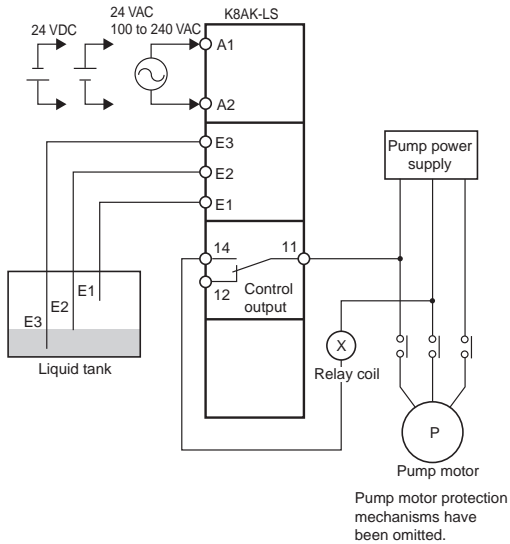 24 VDC
24 VAC
100 to 240 VAC
K8AK-LS
A1
A2
E3
E2
E1
Pump power
supply
14
11
12
Control
output
E1
E2
E3
Liquid tank
X
Relay coil
P
Pump motor
Pump motor protection
mechanisms have
been omitted.